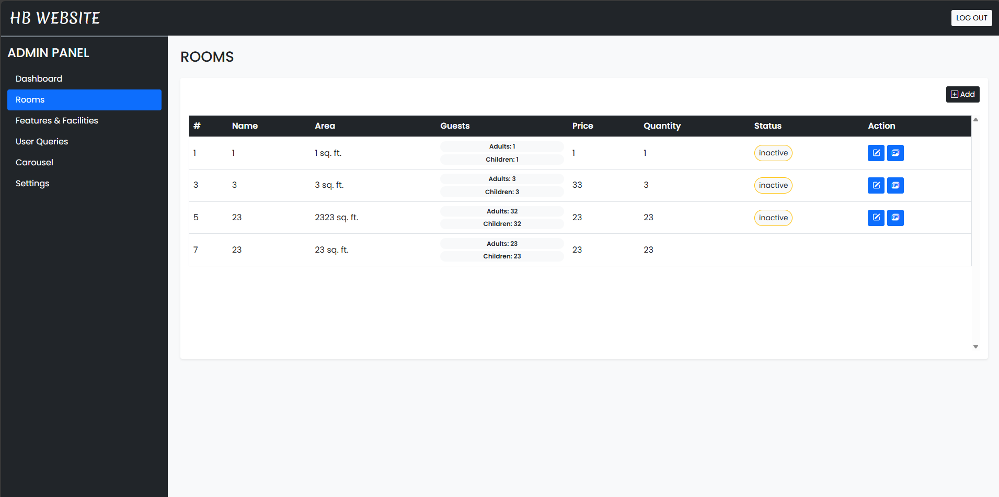 HB WEBSITE
LOG OUT
ADMIN PANEL
Dashboard
Rooms
Features & Facilities
User Queries
Carousel
Settings
ROOMS
Add
# Name Area Guests Price Quantity Status Action
1 1 1 sq. ft. Adults: 1 1 1 inactive
Children: 1
3 3 3 sq. ft. Adults: 3 33 3 inactive
Children: 3
5 23 2323 sq. ft. Adults: 32 23 23 inactive
Children: 32
7 23 23 sq. ft. Adults: 23 23 23
Children: 23